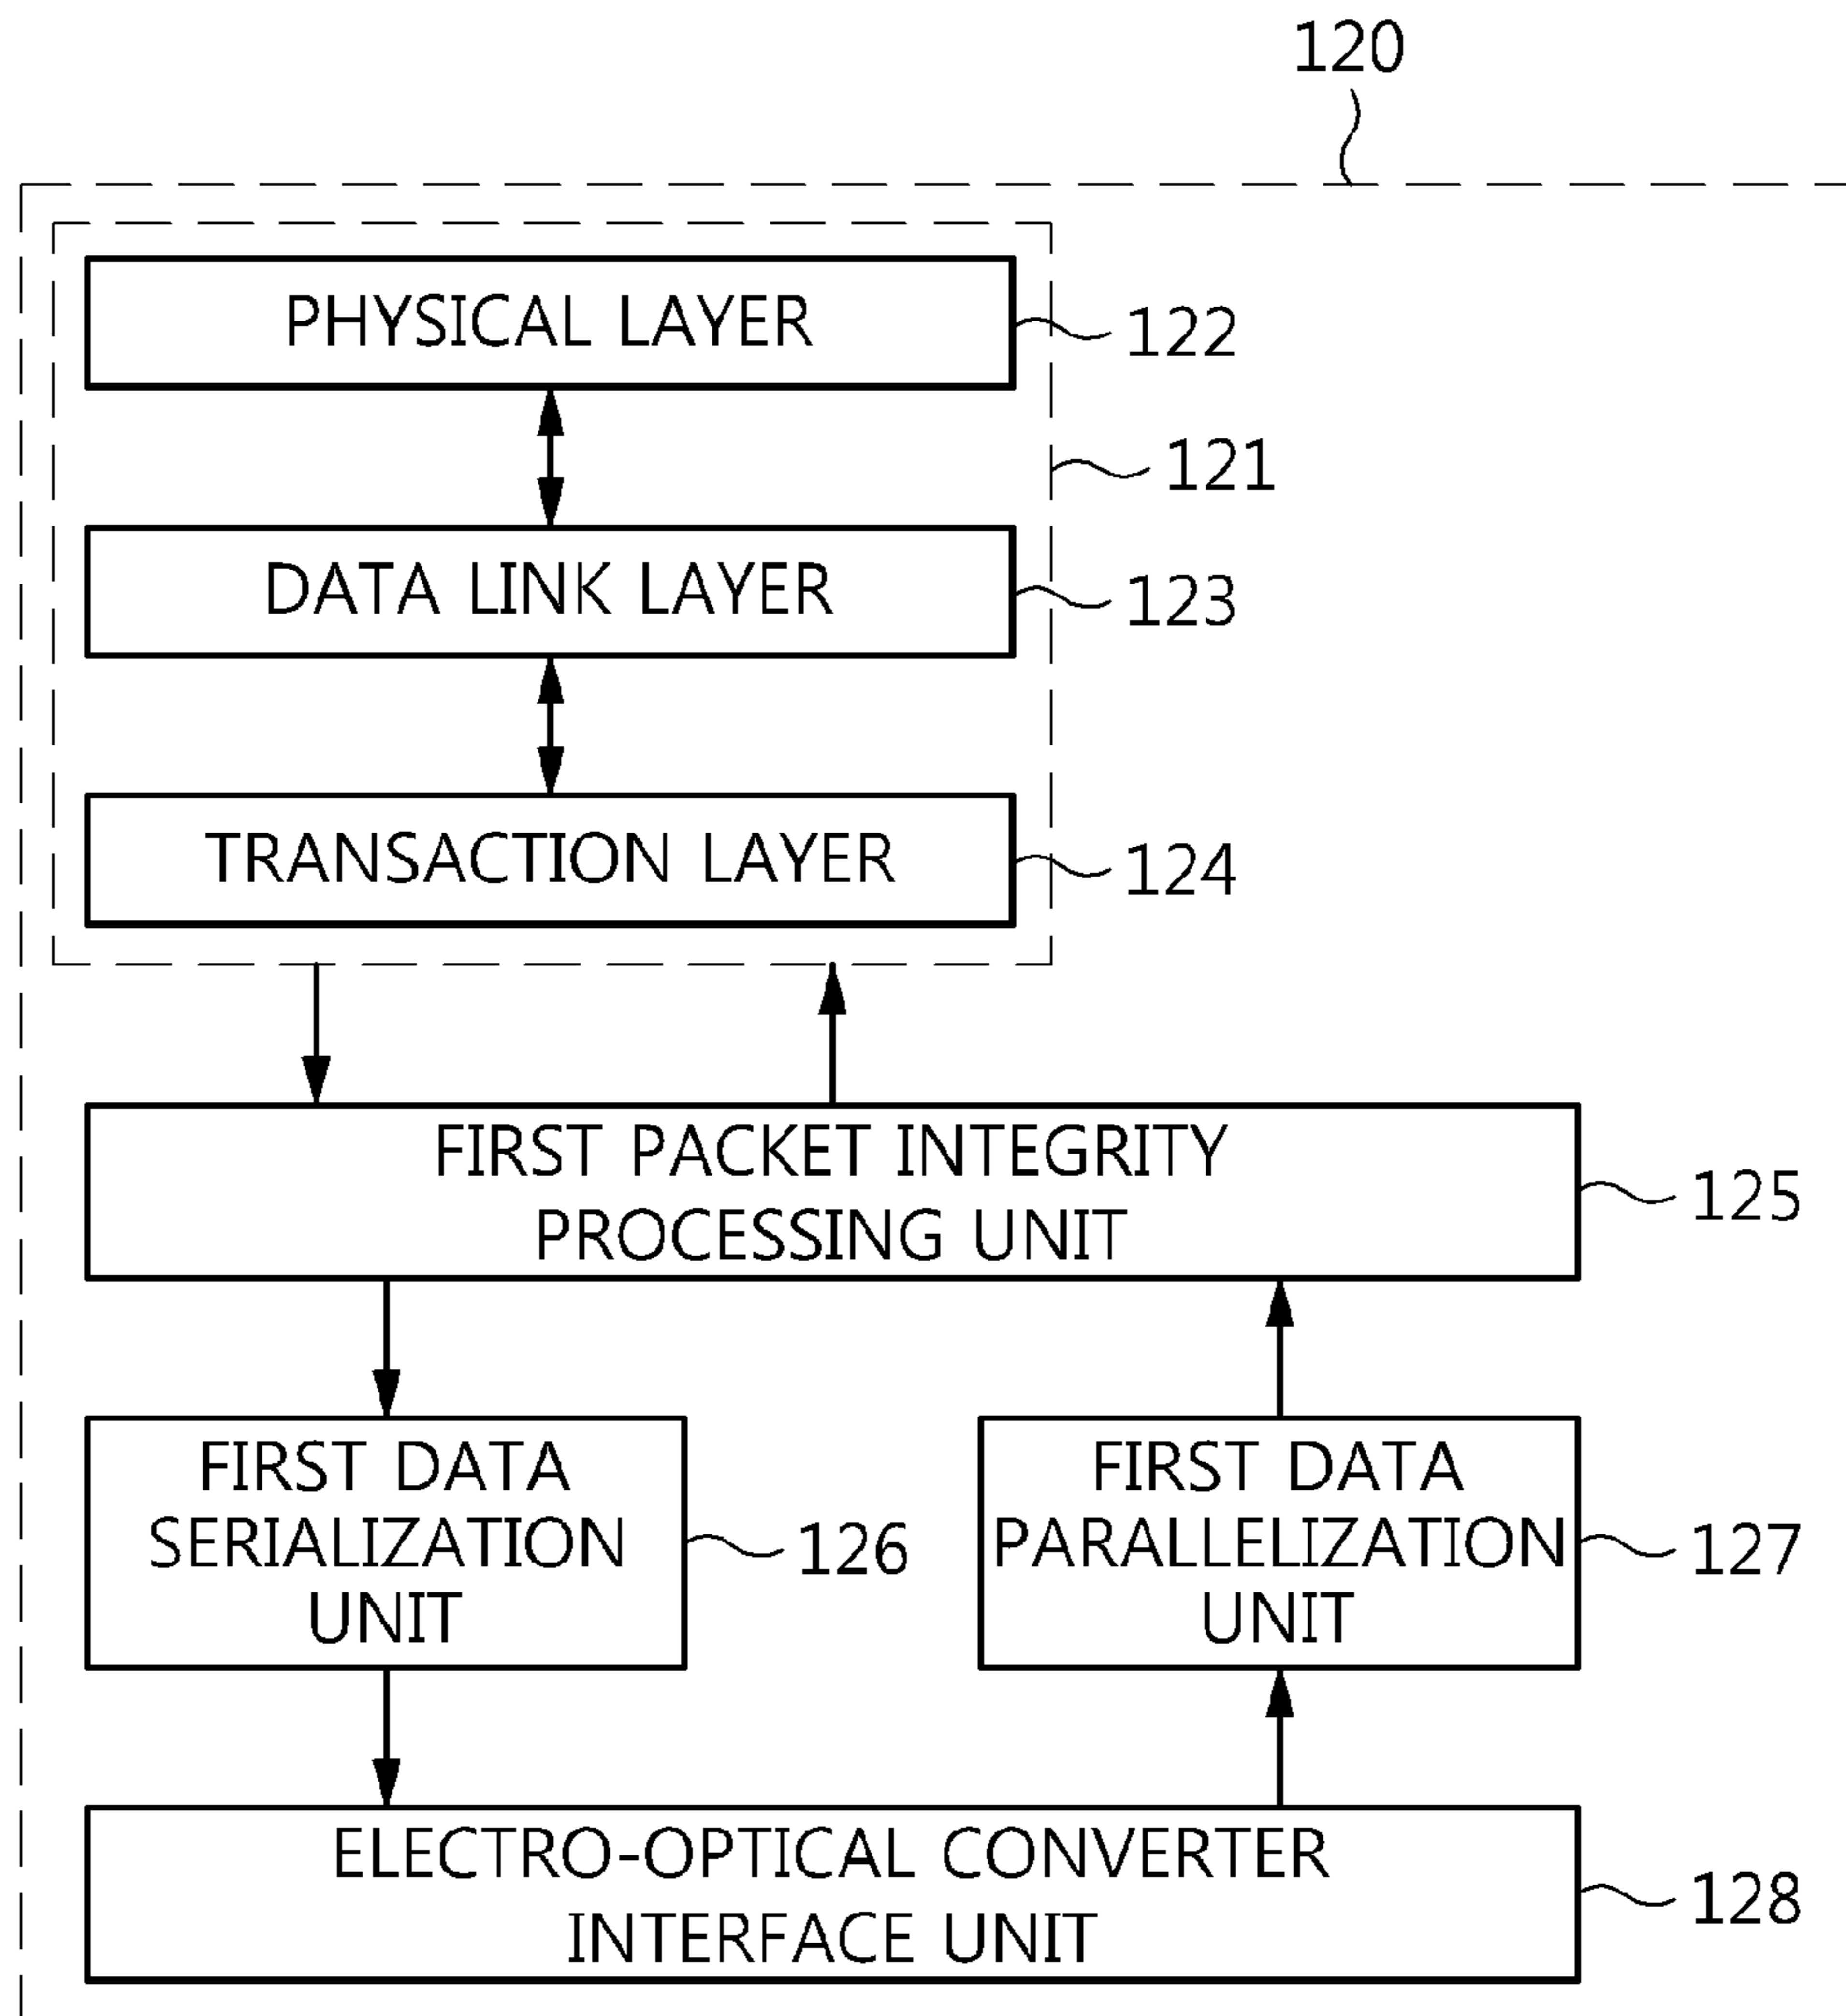 120
PHYSICAL LAYER
122
121
DATA LINK LAYER
123
TRANSACTION LAYER
124
FIRST PACKET INTEGRITY
PROCESSING UNIT
125
FIRST DATA
SERIALIZATION
UNIT
126
FIRST DATA
PARALLELIZATION
UNIT
127
ELECTRO-OPTICAL CONVERTER
INTERFACE UNIT
128